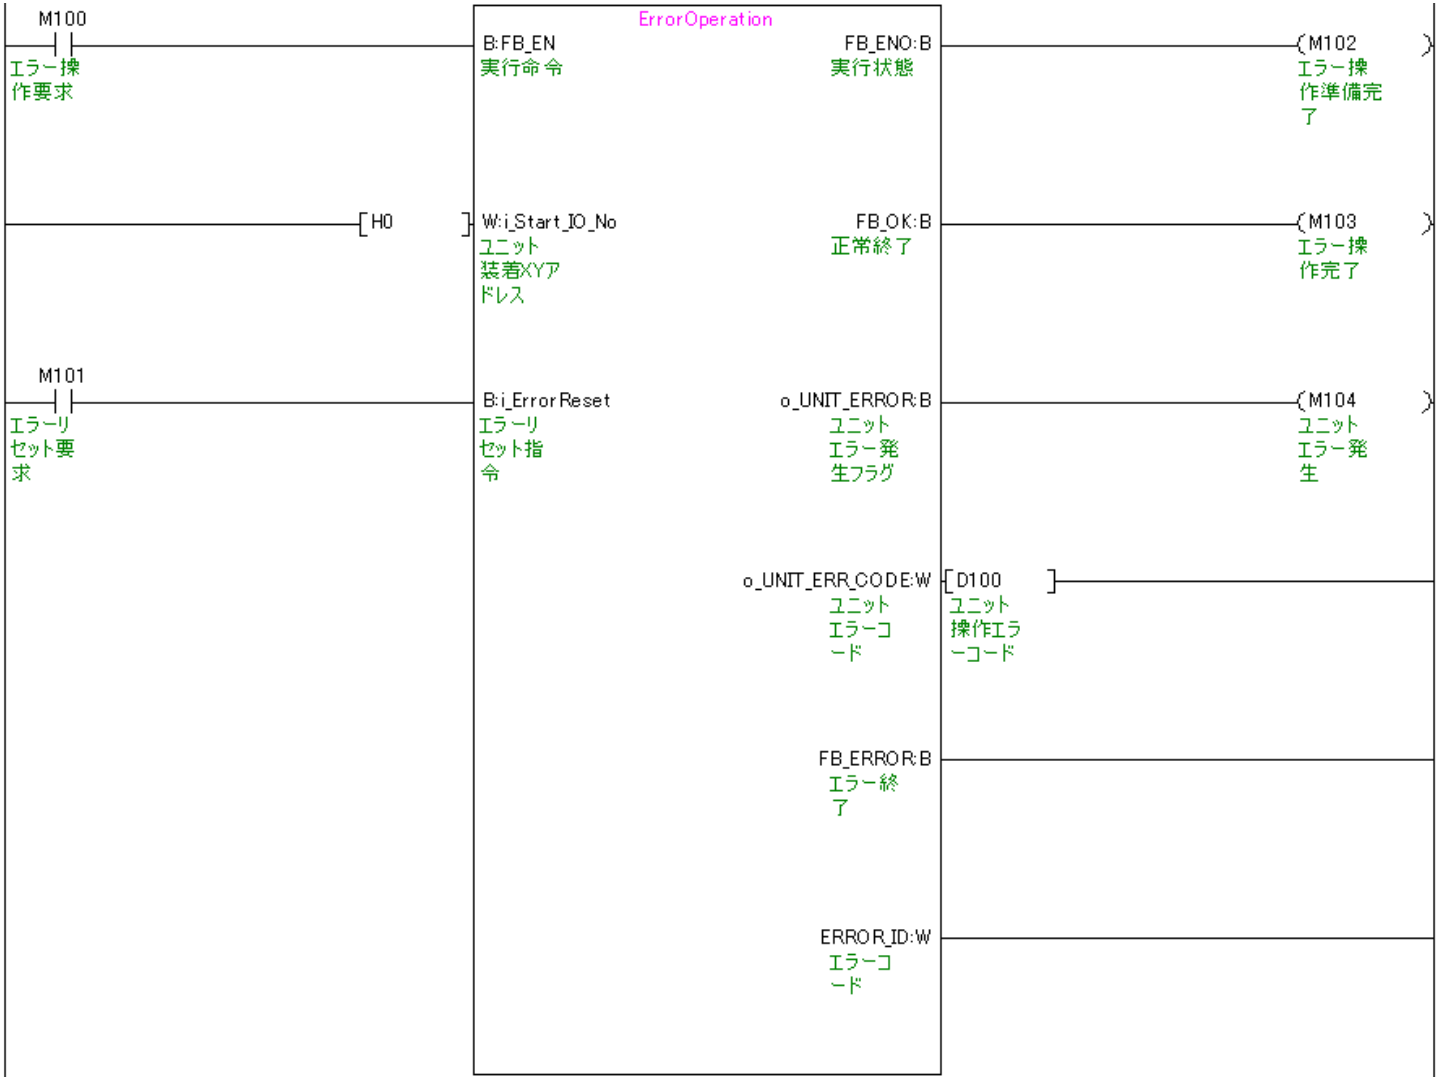 M100
ErrorOperation
B:FB_EN
FB_ENO:B
(M102 )
エラー操
作要求
実行命令
実行状態
エラー操
作準備完
了
[H0 ]
W:i_Start_IO_No
FB_OK:B
(M103 )
ユニット
装着XYア
ドレス
正常終了
エラー操
作完了
M101
B:i_ErrorReset
o_UNIT_ERROR:B
(M104 )
エラーリ
セット要
求
エラーリ
セット指
令
ユニット
エラー発
生フラグ
ユニット
エラー発
生
o_UNIT_ERR_CODE:W
[D100 ]
ユニット
エラーコ
ード
ユニット
操作エラ
ーコード
FB_ERROR:B
エラー終
了
ERROR_ID:W
エラーコ
ード